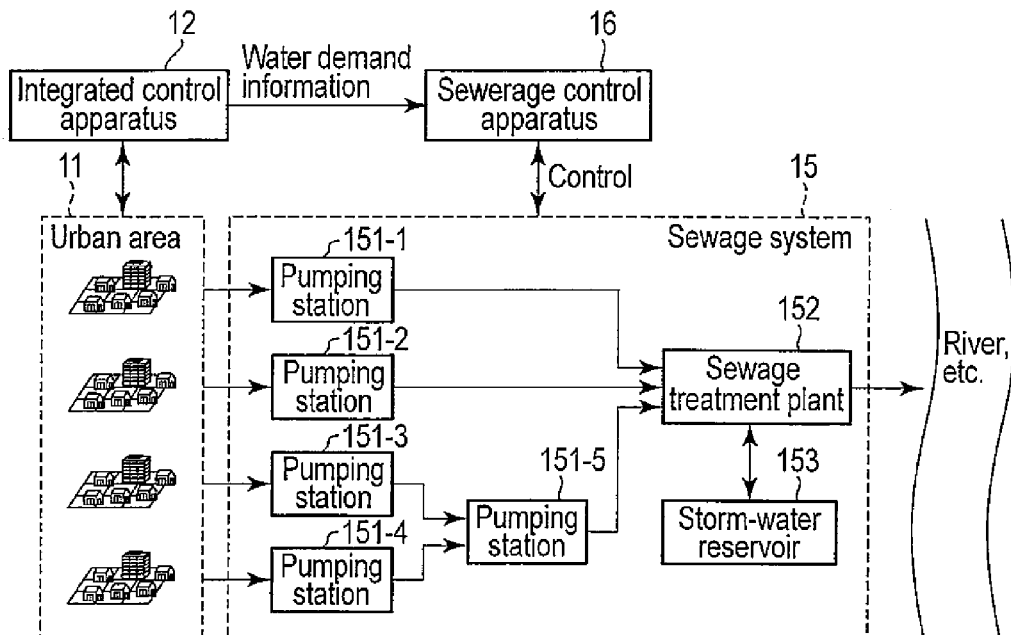 12
16
Integrated control
apparatus
Water demand
information
Sewerage control
apparatus
11
Control
15
Urban area
Sewage system
151-1
Pumping
station
151-2
Pumping
station
152
Sewage
treatment plant
River,
etc.
151-3
Pumping
station
151-5
Pumping
station
153
Storm-water
reservoir
151-4
Pumping
station